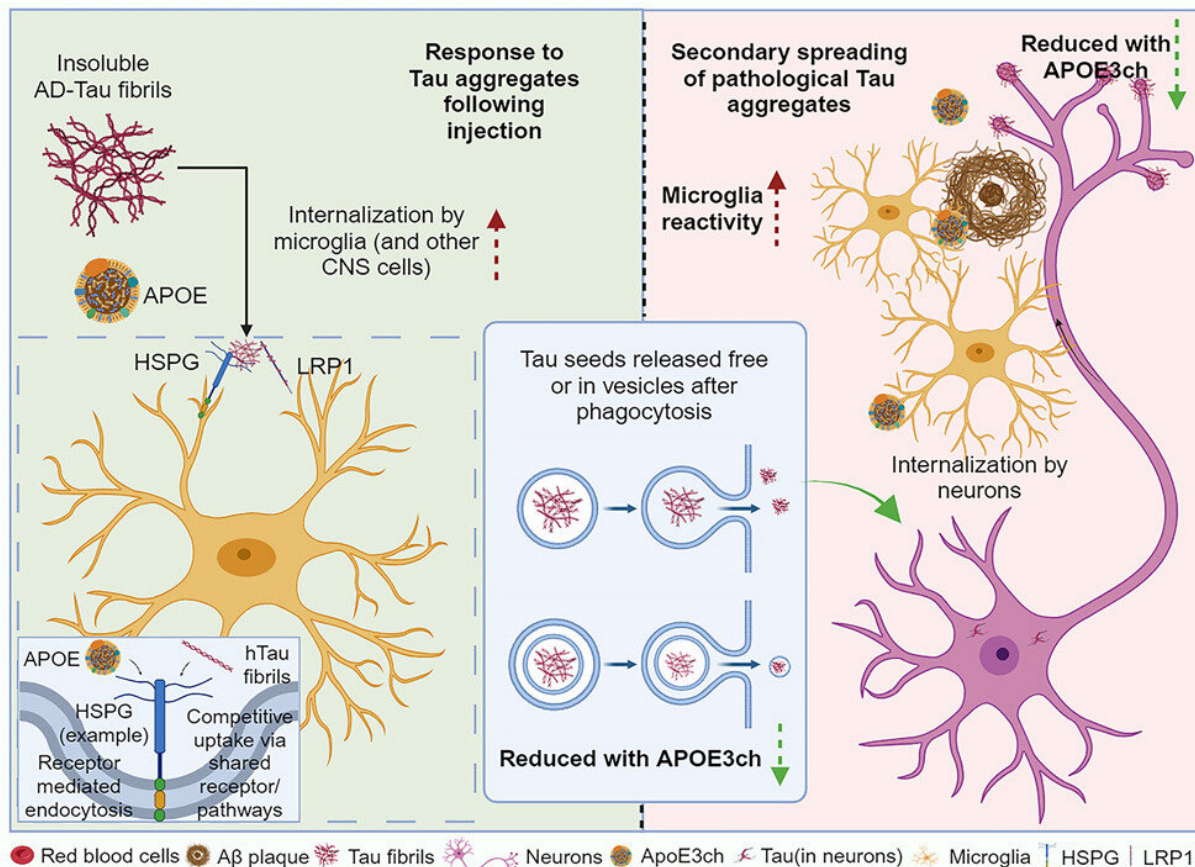 Insoluble
AD-Tau fibrils
Response to
Tau aggregates
following
injection
Internalization by
microglia (and other
CNS cells)
APOE
HSPG
LRP1
APOE
hTau
fibrils
HSPG
(example)
Receptor
mediated
endocytosis
Competitive
uptake via
shared
receptor/
pathways
Tau seeds released free
or in vesicles after
phagocytosis
Reduced with APOE3ch
Secondary spreading
of pathological Tau
aggregates
Reduced with
APOE3ch
Microglia
reactivity
Internalization by
neurons
Red blood cells Aβ plaque Tau fibrils Neurons ApoE3ch Tau(in neurons) Microglia HSPG LRP1